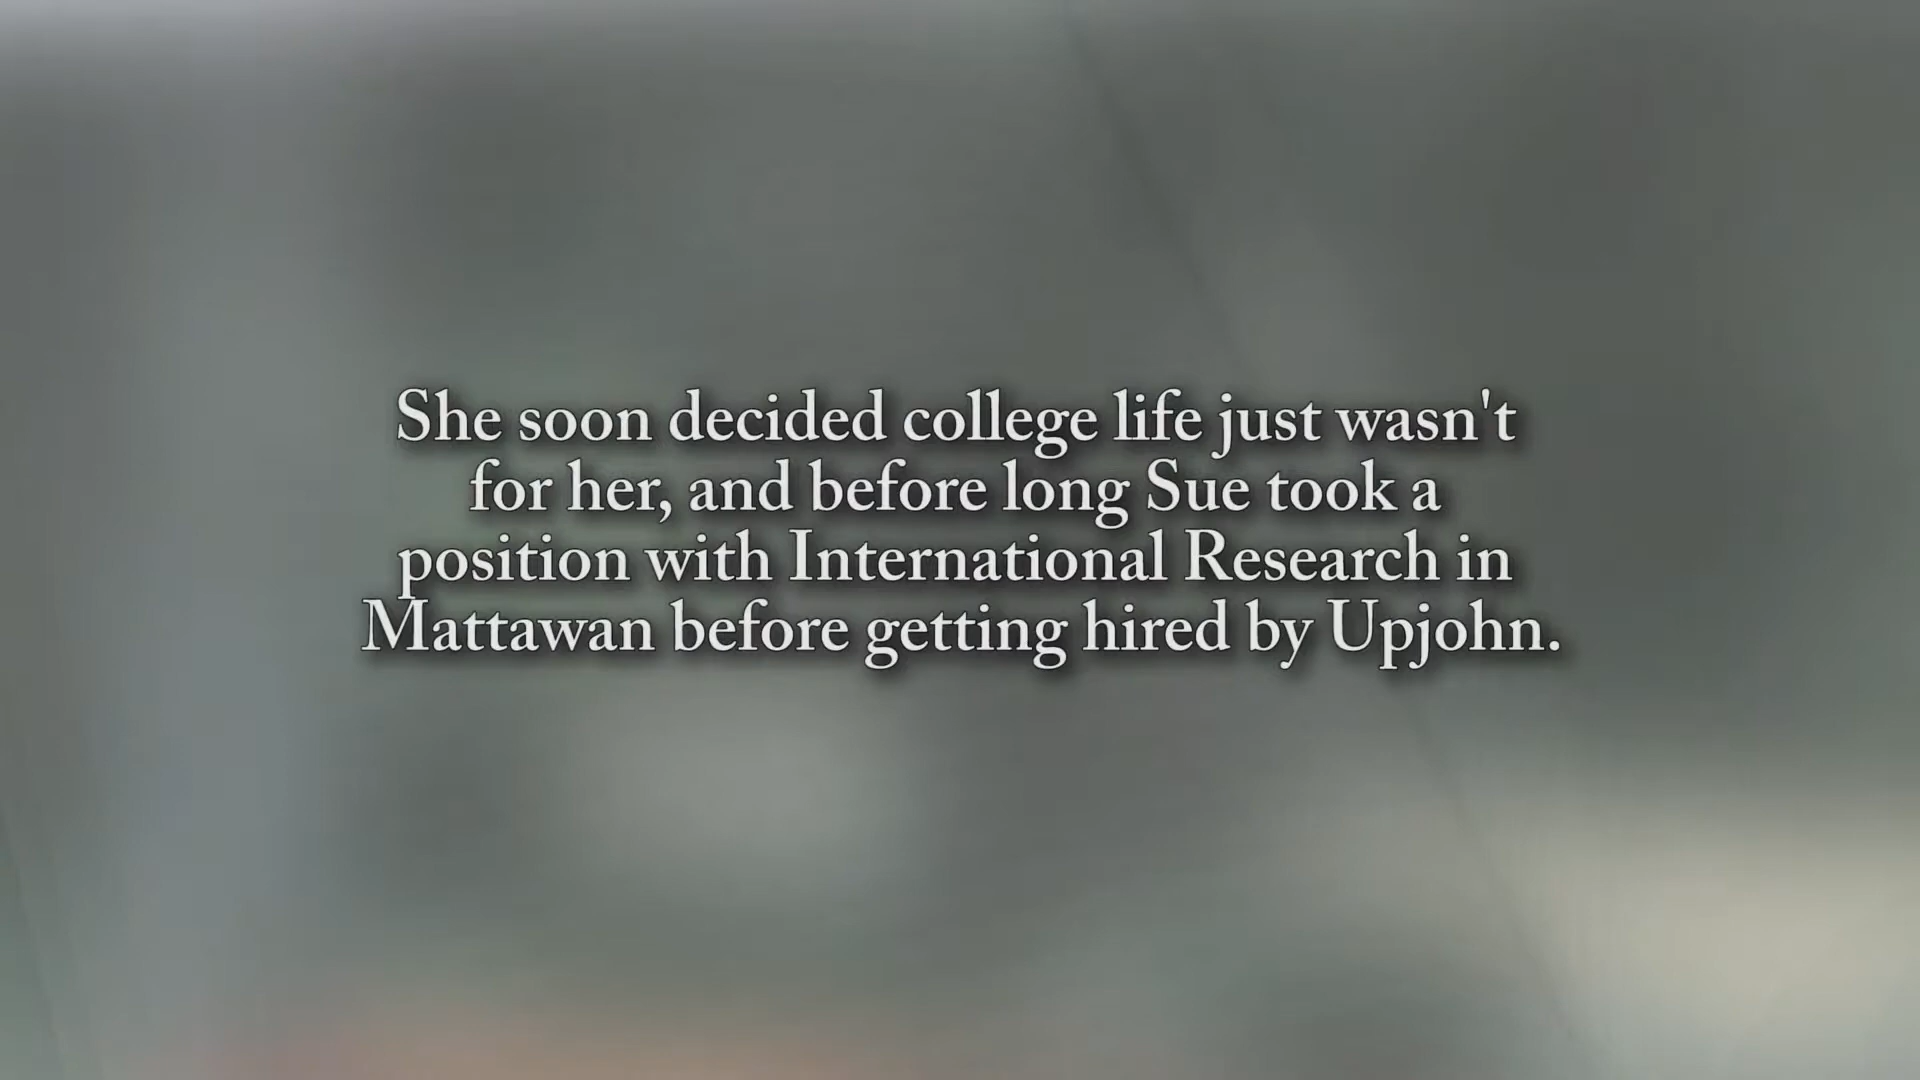 She soon decided college life just wasn't
for her, and before long Sue took a
position with International Research in
Mattawan before getting hired by Upjohn.